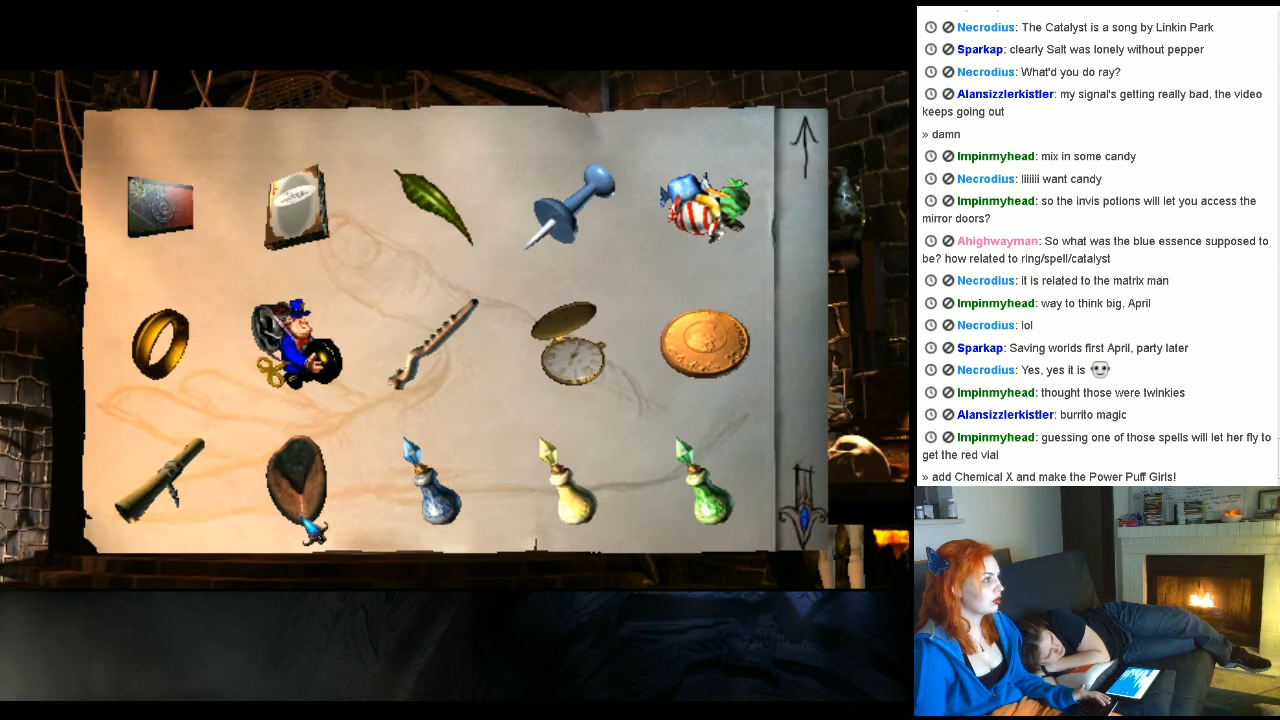 Necrodius: The Catalyst is a song by Linkin Park
Sparkap: clearly Salt was lonely without pepper
Necrodius: What'd you do ray?
Alansizzlerkistler: my signal's getting really bad, the video
keeps going out
» damn
Impinmyhead: mix in some candy
Necrodius: Iiiiiii want candy
Impinmyhead: so the invis potions will let you access the
mirror doors?
Ahighwayman: So what was the blue essence supposed to
be? how related to ring/spell/catalyst
Necrodius: it is related to the matrix man
Impinmyhead: way to think big, April
Necrodius: lol
Sparkap: Saving worlds first April, party later
Necrodius: Yes, yes it is
Impinmyhead: thought those were twinkies
Alansizzlerkistler: burrito magic
Impinmyhead: guessing one of those spells will let her fly to
get the red vial
» add Chemical X and make the Power Puff Girls!